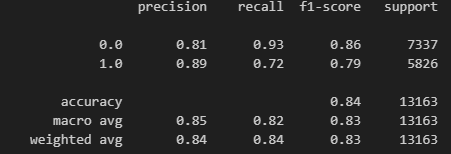 precision recall f1-score support
0.0 0.81 0.93 0.86 7337
1.0 0.89 0.72 0.79 5826
accuracy 0.84 13163
macro avg 0.85 0.82 0.83 13163
weighted avg 0.84 0.84 0.83 13163